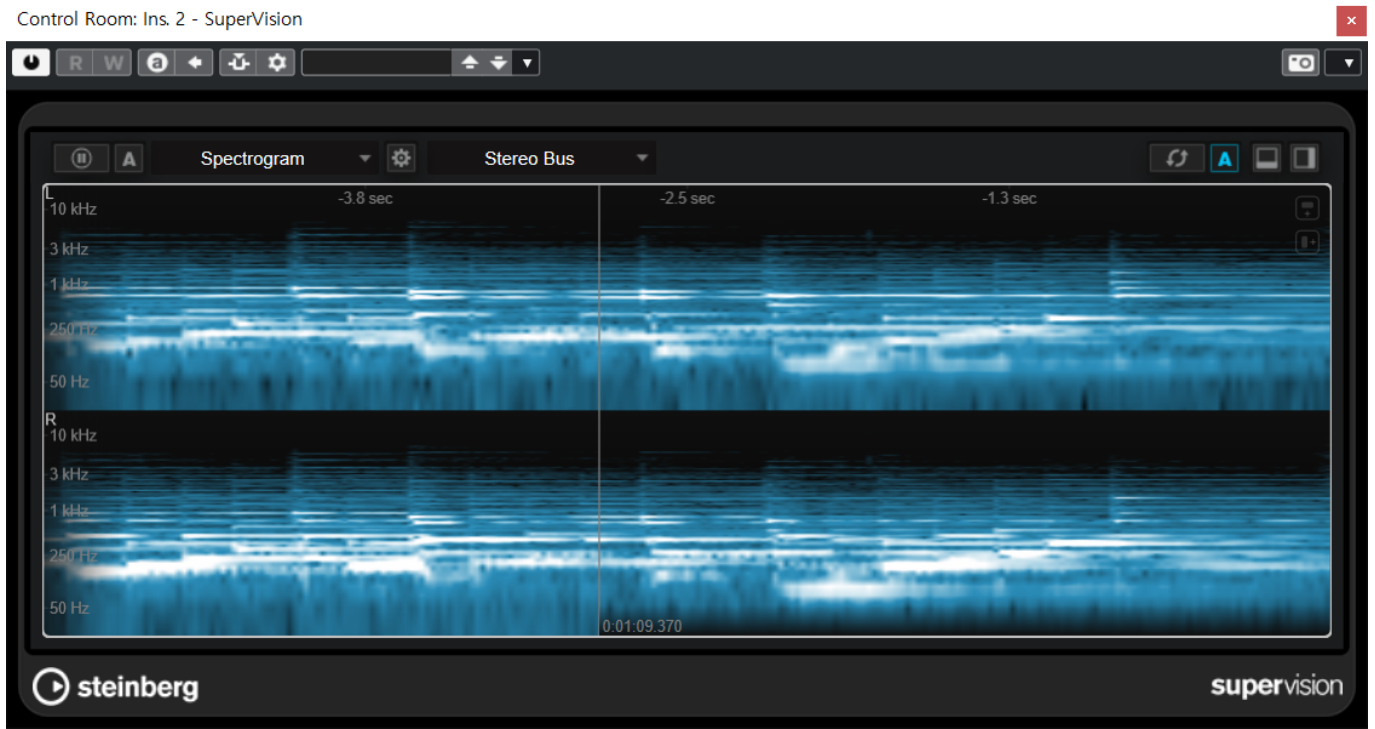 Control Room: Ins. 2 - SuperVision
R W a
A Spectrogram Stereo Bus A
L -3.8 sec -2.5 sec -1.3 sec
10 kHz
3 kHz
1 kHz
250 Hz
50 Hz
R
10 kHz
3 kHz
1 kHz
250 Hz
50 Hz
0:01:09.370
steinberg supervision